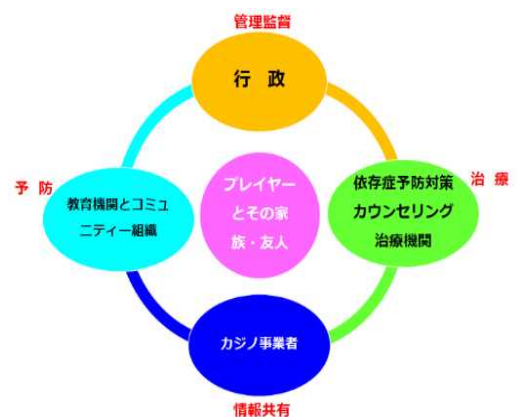 管理監督
行　政
予 防
教育機関とコミュ
ニティー組織
プレイヤー
とその家
族・友人
治 療
依存症予防対策
カウンセリング
治療機関
カジノ事業者
情報共有